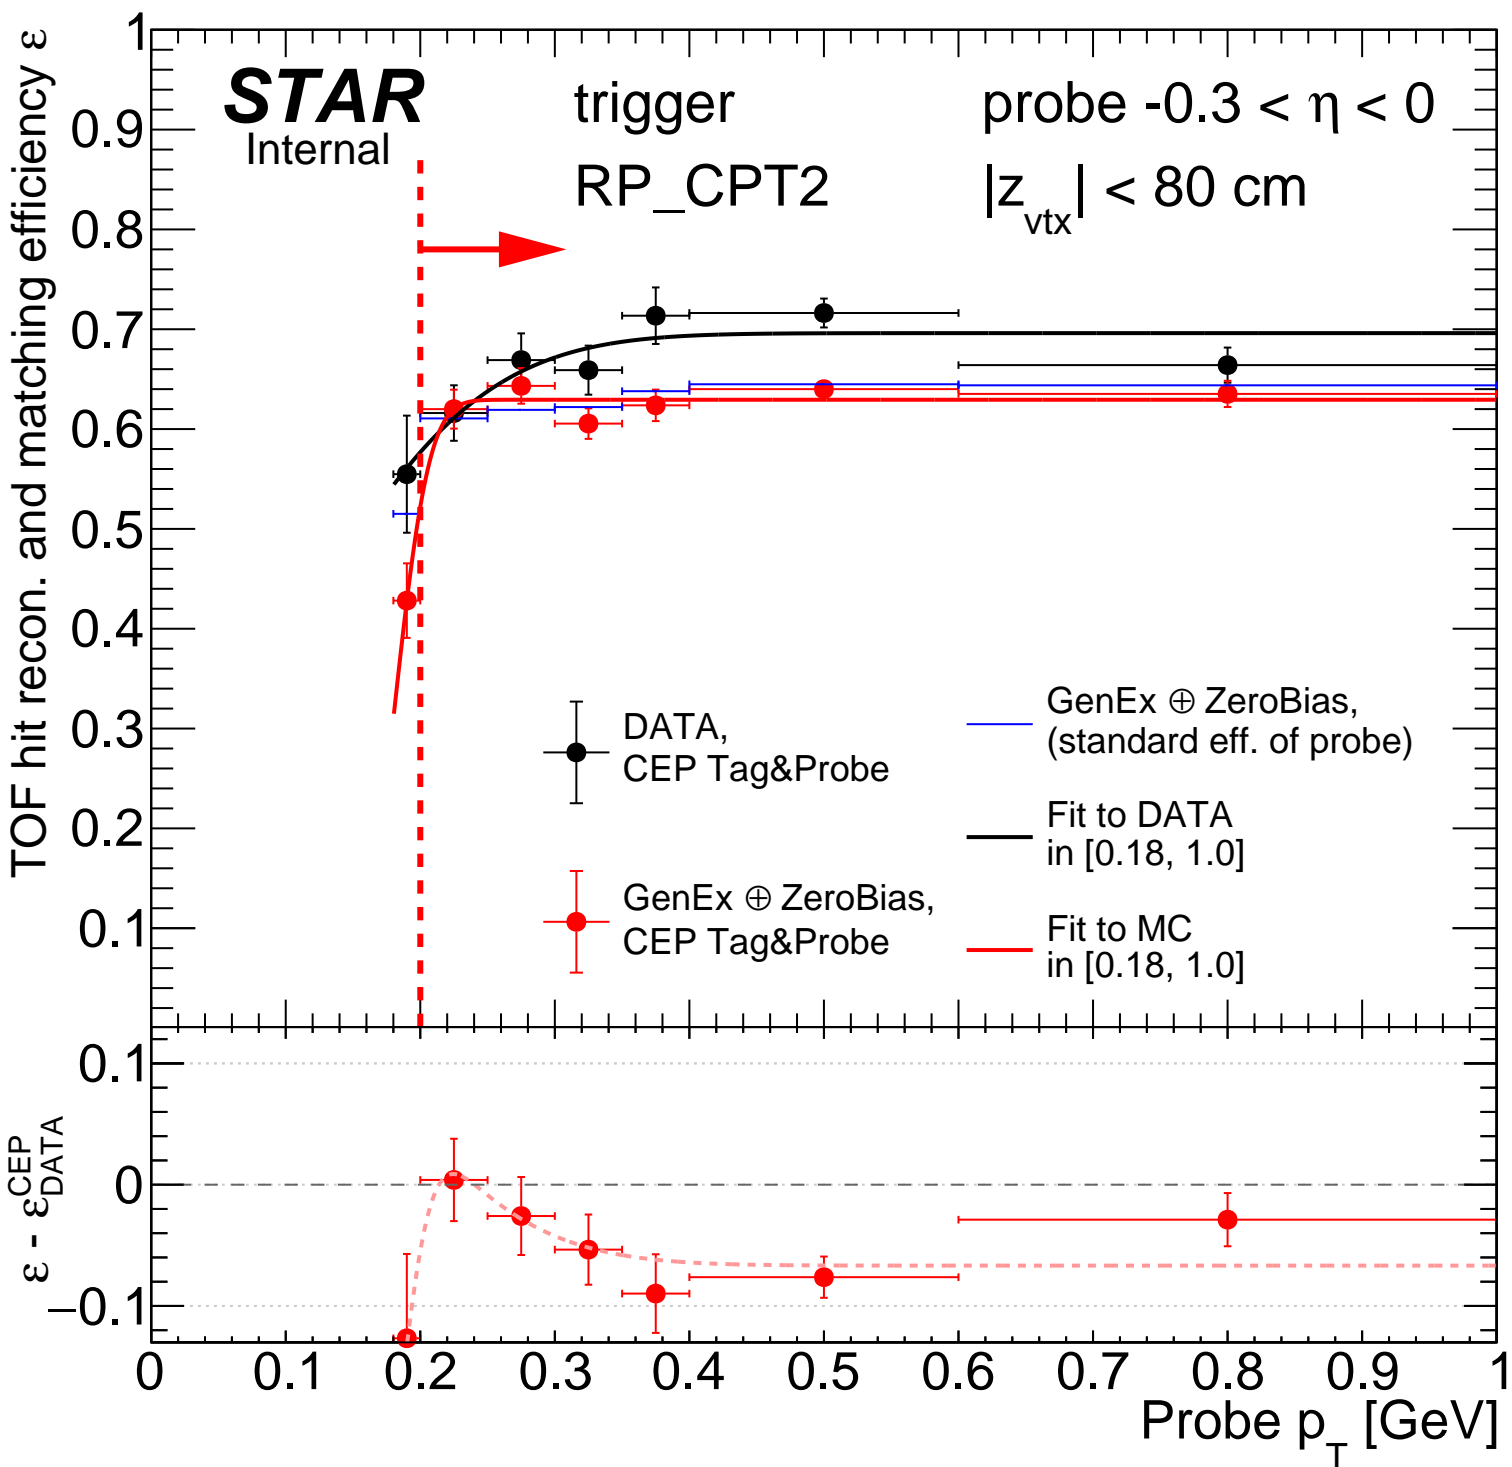 STAR
Internal
trigger
RP_CPT2
probe -0.3 < η < 0
|z_vtx| < 80 cm
TOF hit recon. and matching efficiency ε
1
0.9
0.8
0.7
0.6
0.5
0.4
0.3
0.2
0.1
DATA,
CEP Tag&Probe
GenEx ⊕ ZeroBias,
CEP Tag&Probe
GenEx ⊕ ZeroBias,
(standard eff. of probe)
Fit to DATA
in [0.18, 1.0]
Fit to MC
in [0.18, 1.0]
ε - ε^CEP_DATA
0.1
0
−0.1
0 0.1 0.2 0.3 0.4 0.5 0.6 0.7 0.8 0.9 1
Probe p_T [GeV]